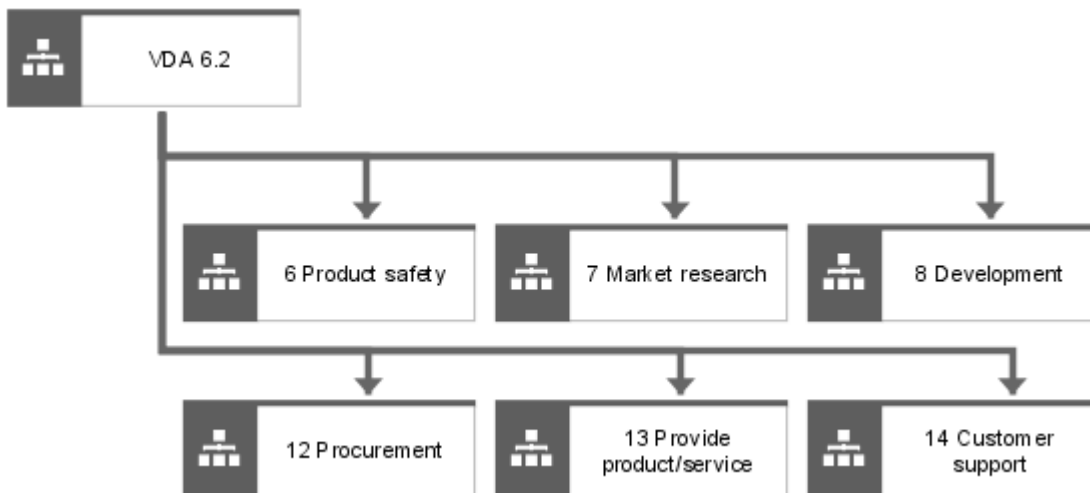 VDA 6.2
6 Product safety
7 Market research
8 Development
12 Procurement
13 Provide
product/service
14 Customer
support